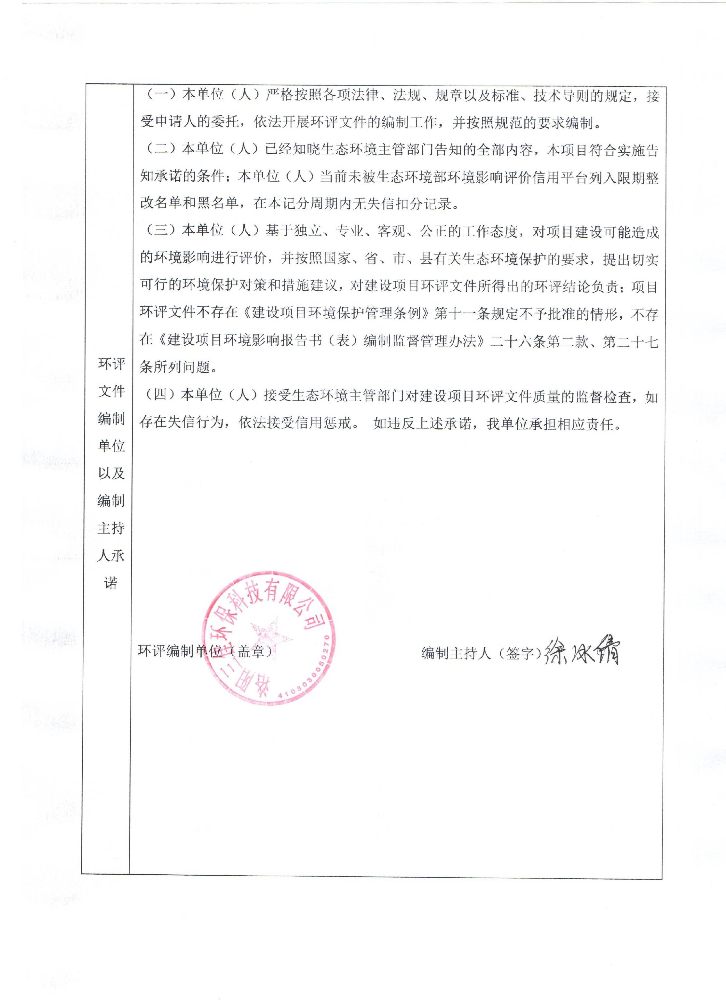 （一）本单位（人）严格按照各项法律、法规、规章以及标准、技术导则的规定，接
受申请人的委托，依法开展环评文件的编制工作，并按照规范的要求编制。
（二）本单位（人）已经知晓生态环境主管部门告知的全部内容，本项目符合实施告
知承诺的条件；本单位（人）当前未被生态环境部环境影响评价信用平台列入限期整
改名单和黑名单，在本记分周期内无失信扣分记录。
（三）本单位（人）基于独立、专业、客观、公正的工作态度，对项目建设可能造成
的环境影响进行评价，并按照国家、省、市、县有关生态环境保护的要求，提出切实
可行的环境保护对策和措施建议，对建设项目环评文件所得出的环评结论负责；项目
环评文件不存在《建设项目环境保护管理条例》第十一条规定不予批准的情形，不存
在《建设项目环境影响报告书（表）编制监督管理办法》二十六条第二款、第二十七
条所列问题。
（四）本单位（人）接受生态环境主管部门对建设项目环评文件质量的监督检查，如
存在失信行为，依法接受信用惩戒。 如违反上述承诺，我单位承担相应责任。
环评
文件
编制
单位
以及
编制
主持
人承
诺
洛阳三 环保科技有限公司
4103030050270
环评编制单位（盖章）
编制主持人（签字）徐冰倩